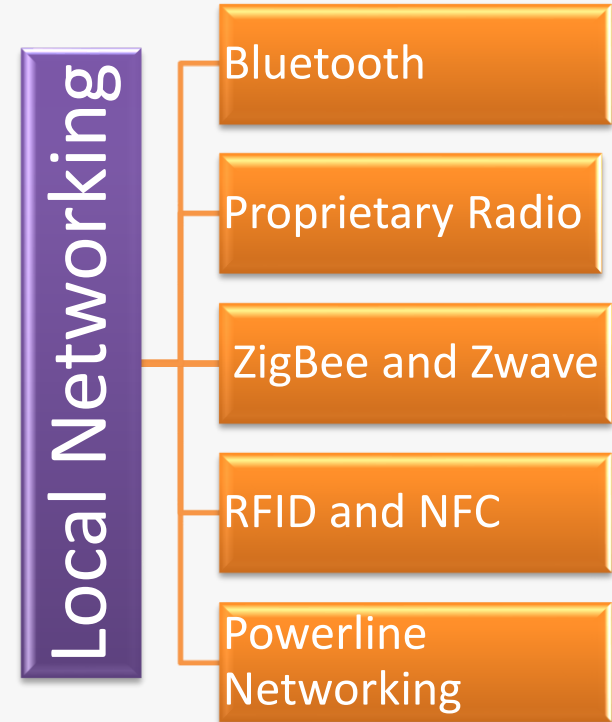 Local Networking
Bluetooth
Proprietary Radio
ZigBee and Zwave
RFID and NFC
Powerline
Networking